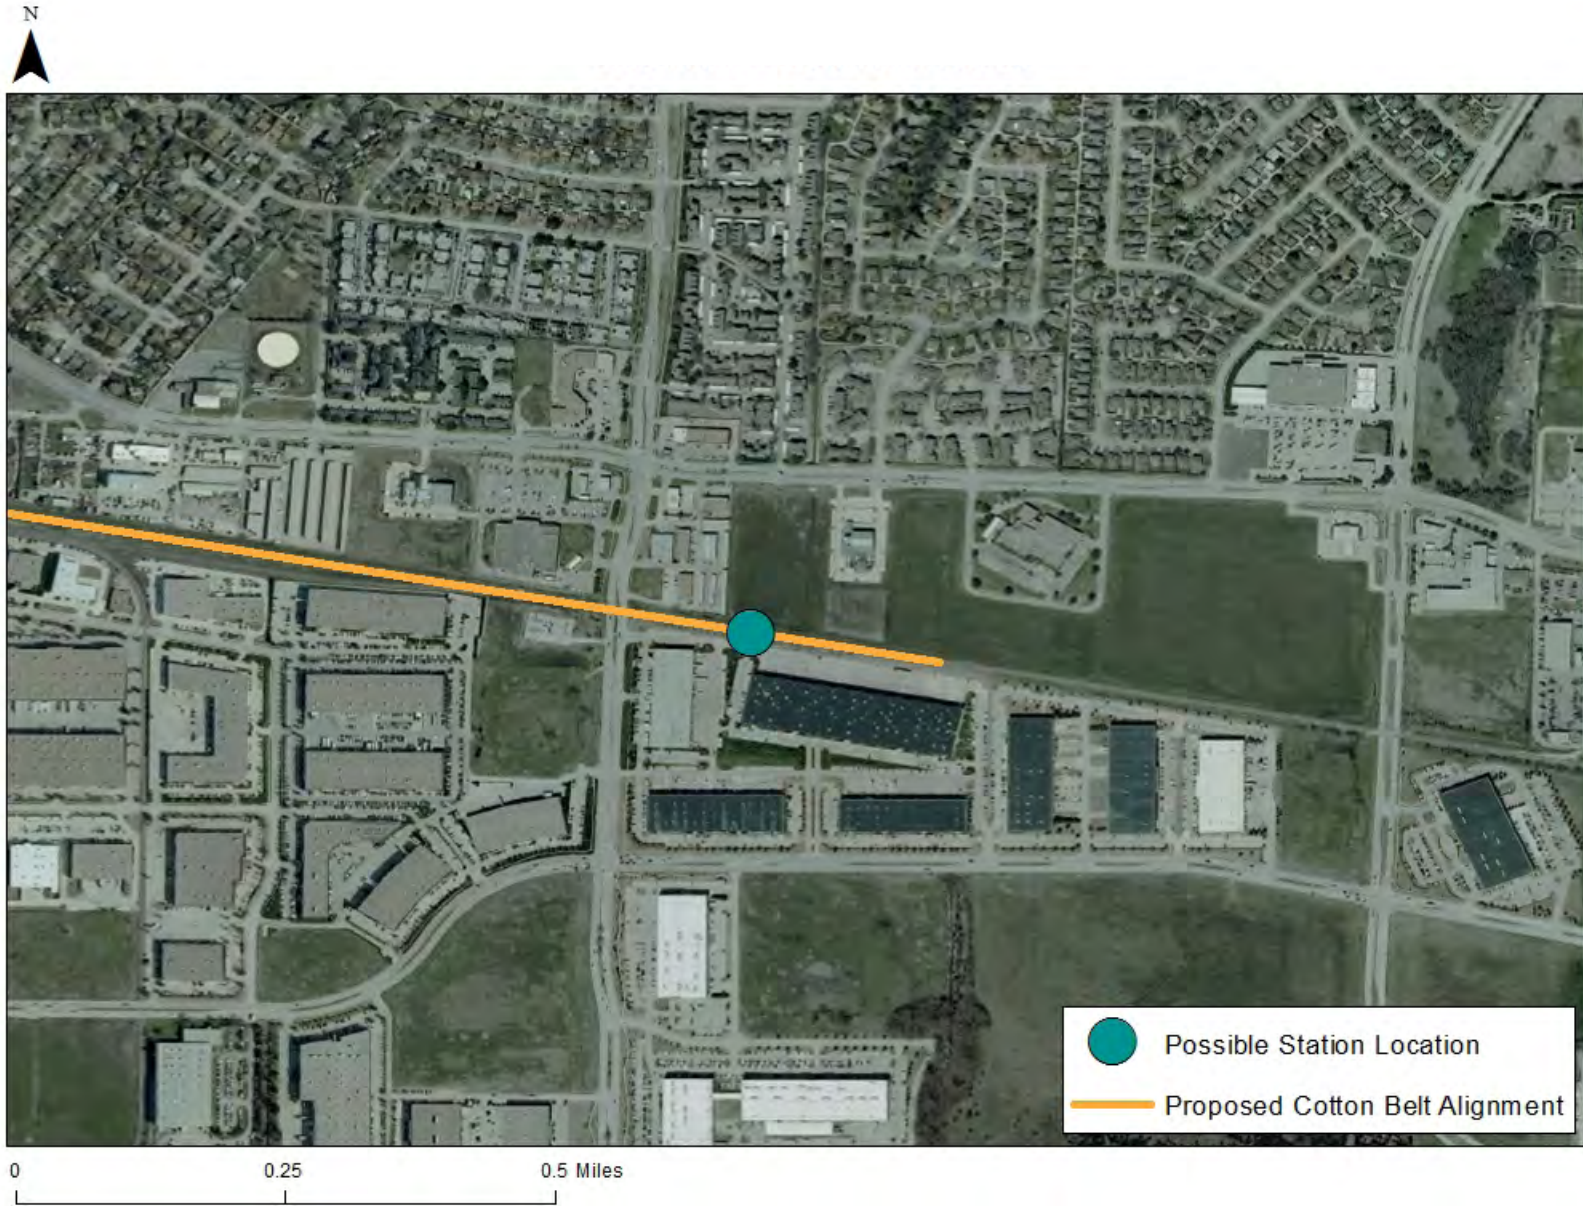 N
Possible Station Location
Proposed Cotton Belt Alignment
0 0.25 0.5 Miles